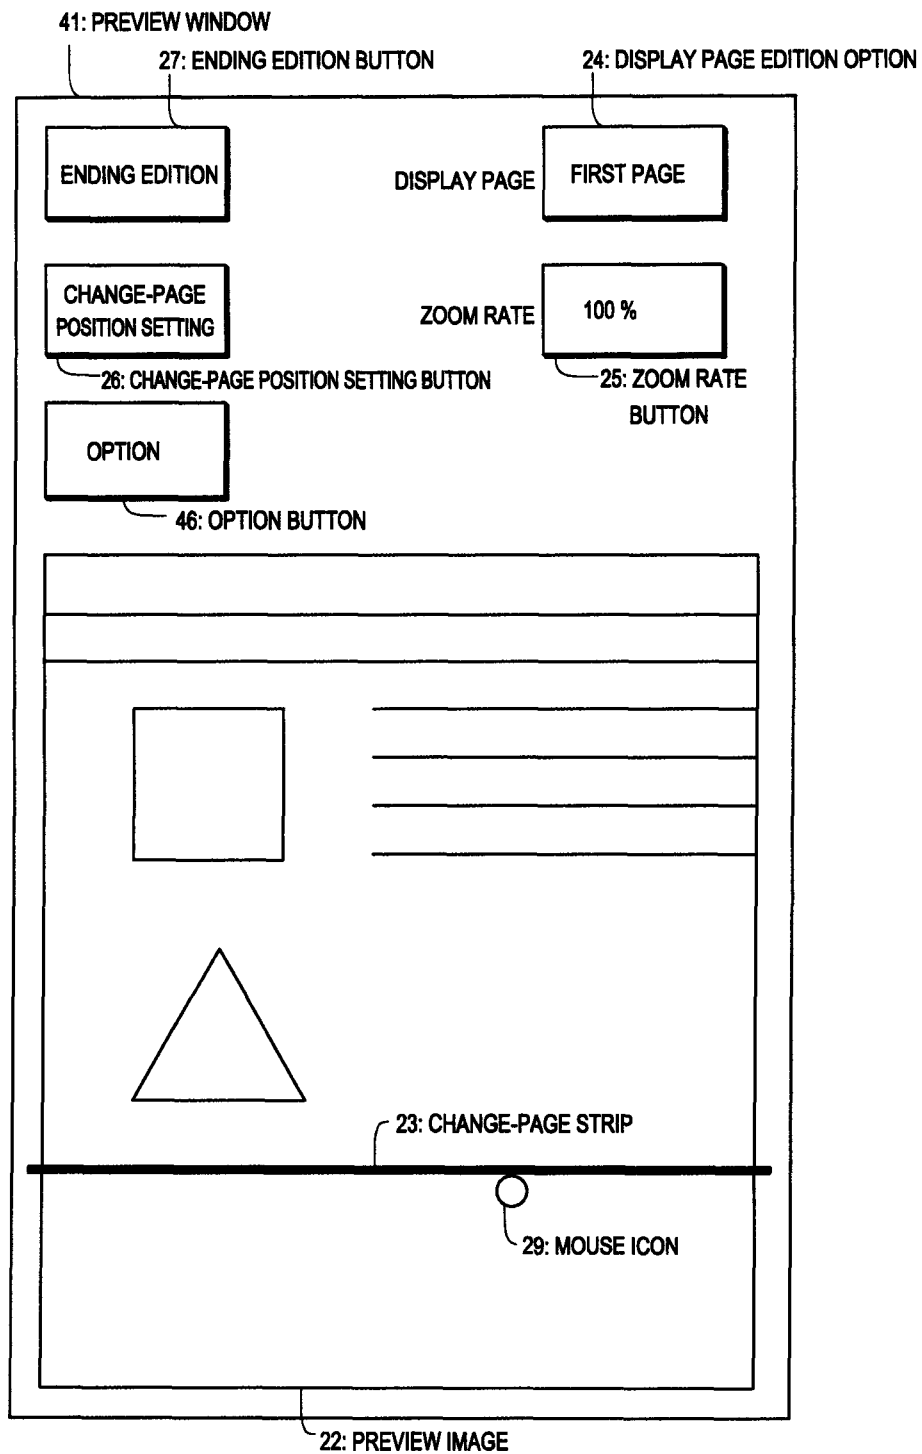 41: PREVIEW WINDOW
27: ENDING EDITION BUTTON
24: DISPLAY PAGE EDITION OPTION
ENDING EDITION
DISPLAY PAGE
FIRST PAGE
CHANGE-PAGE
POSITION SETTING
ZOOM RATE
100 %
26: CHANGE-PAGE POSITION SETTING BUTTON
25: ZOOM RATE
BUTTON
OPTION
46: OPTION BUTTON
23: CHANGE-PAGE STRIP
29: MOUSE ICON
22: PREVIEW IMAGE